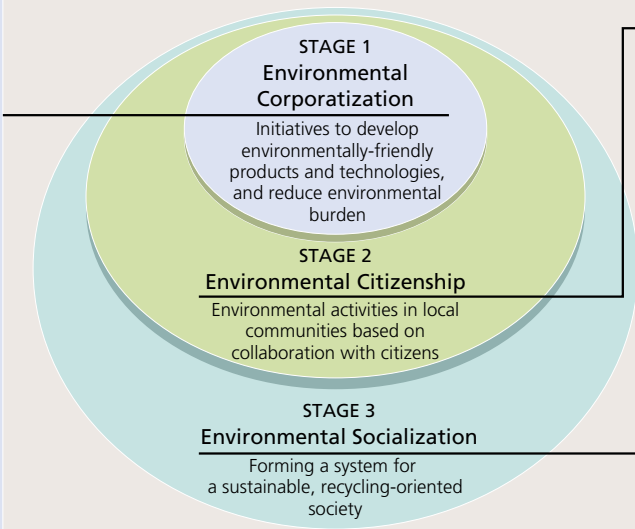 STAGE 1
Environmental
Corporatization
Initiatives to develop
environmentally-friendly
products and technologies,
and reduce environmental
burden
STAGE 2
Environmental Citizenship
Environmental activities in local
communities based on
collaboration with citizens
STAGE 3
Environmental Socialization
Forming a system for
a sustainable, recycling-oriented
society